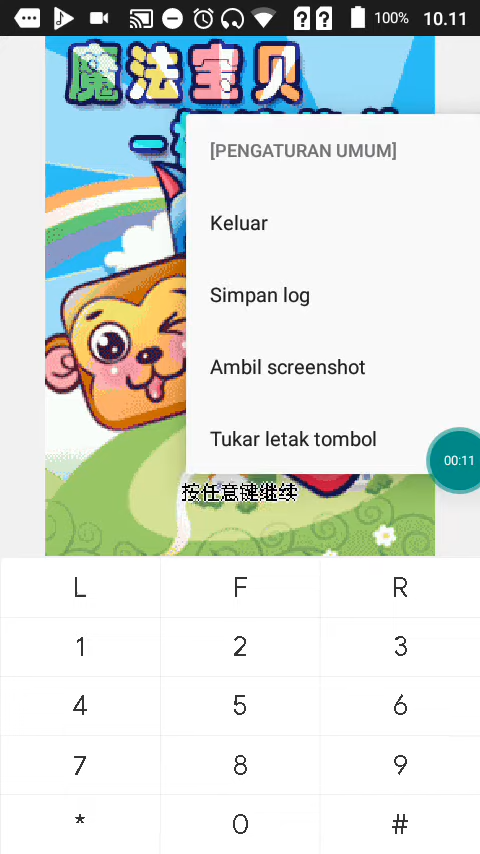 100%
10.11
魔法宝贝
[PENGATURAN UMUM]
Keluar
Simpan log
Ambil screenshot
Tukar letak tombol
00:11
按任意键继续
L F R
1 2 3
4 5 6
7 8 9
* 0 #